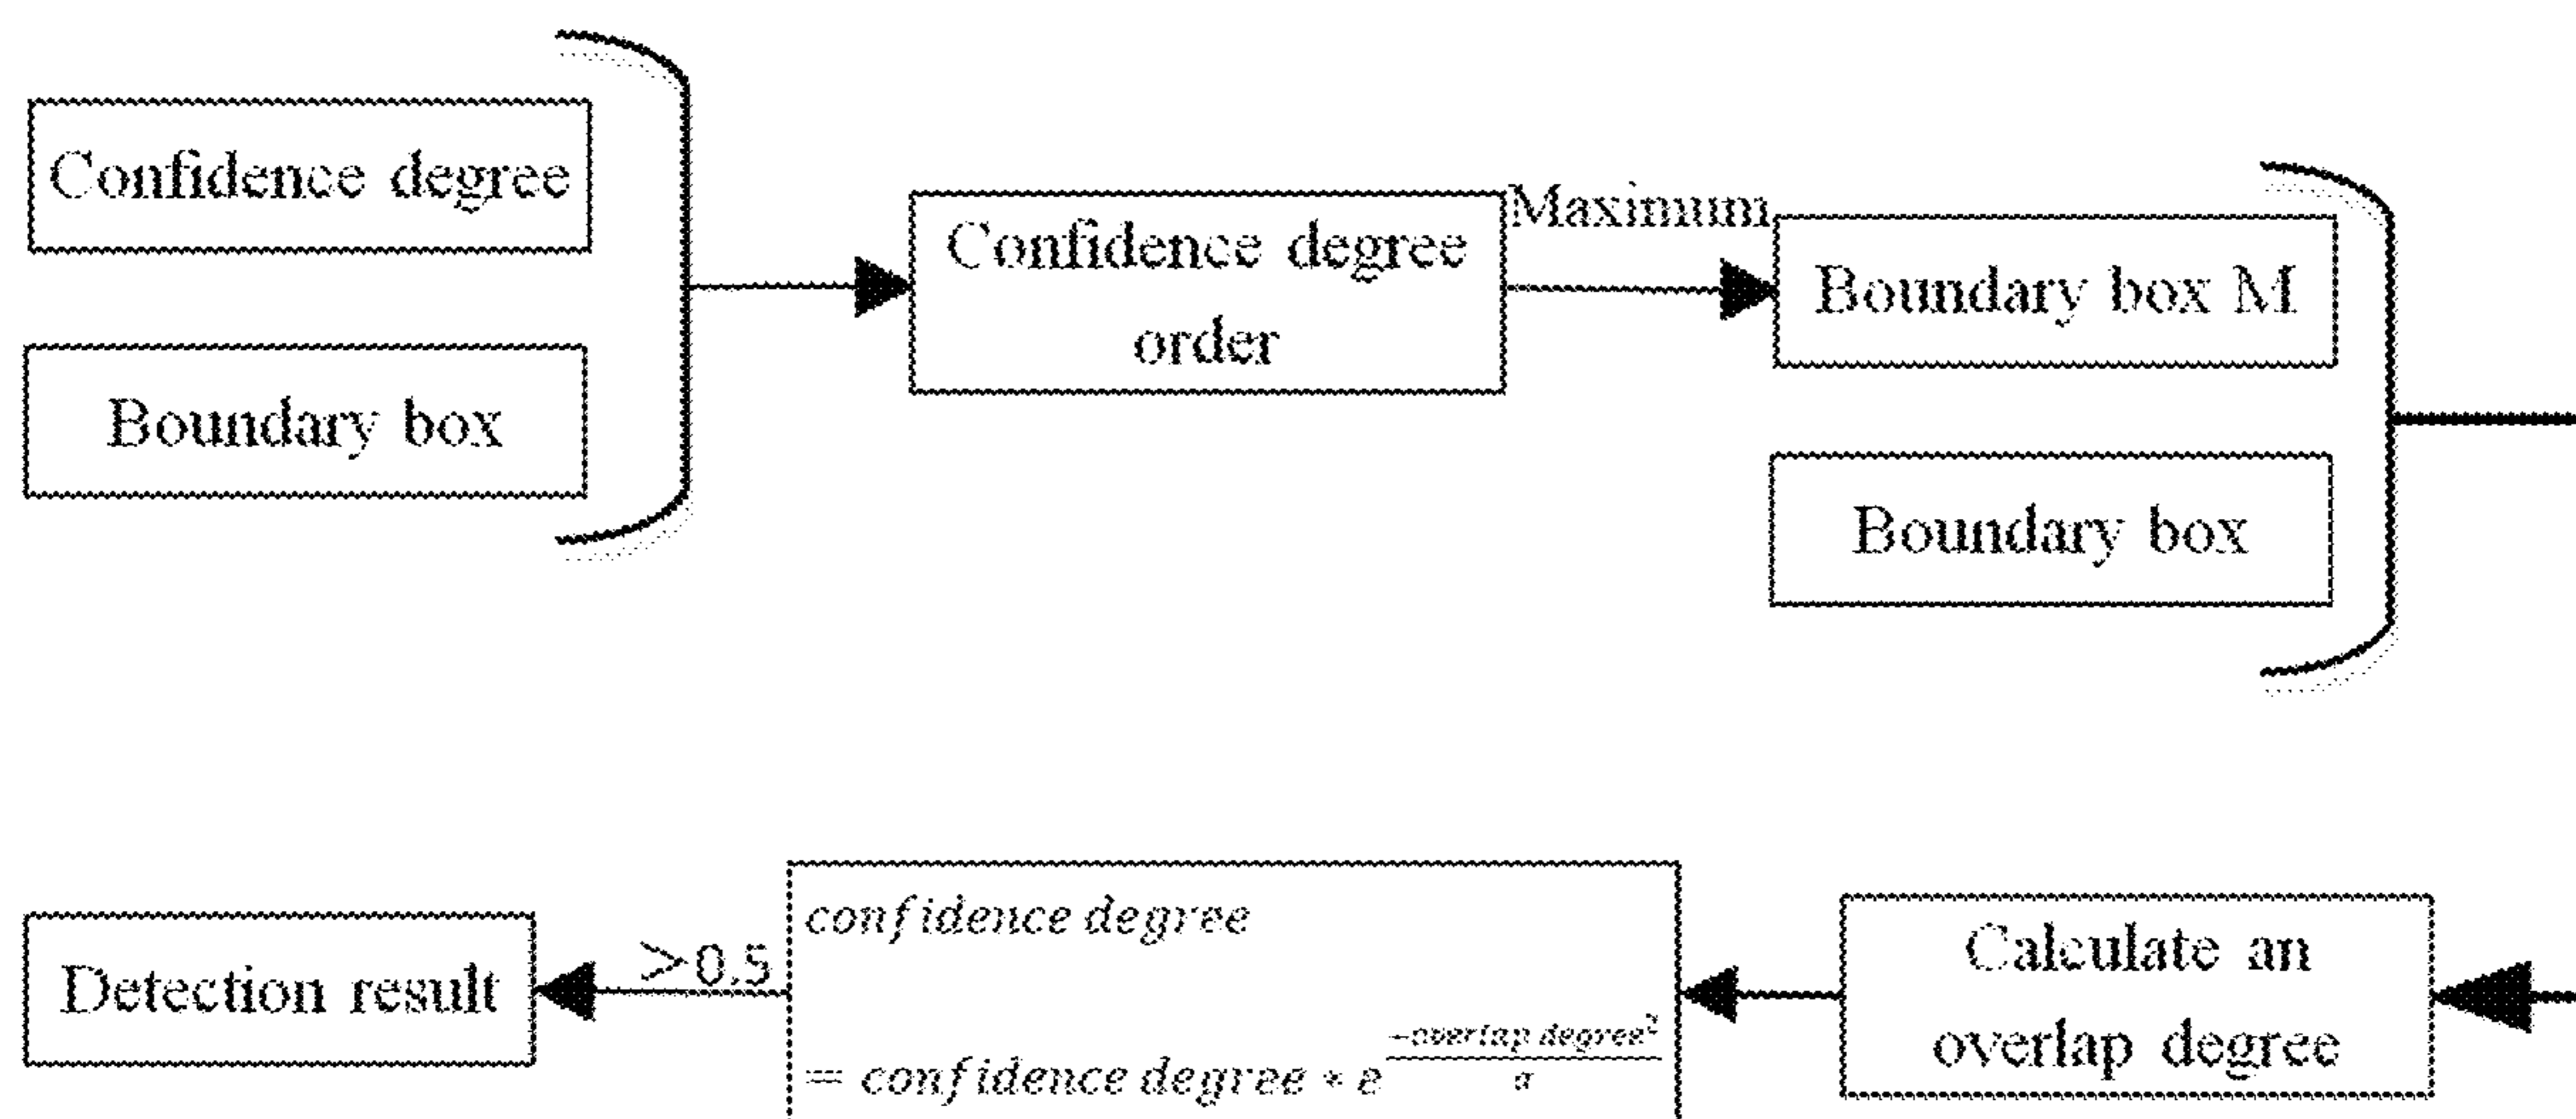 Confidence degree
Boundary box
Confidence degree
order
Maximum
Boundary box M
Boundary box
Calculate an
overlap degree
confidence degree
= confidence degree * e^(-overlap degree²/σ)
>0.5
Detection result